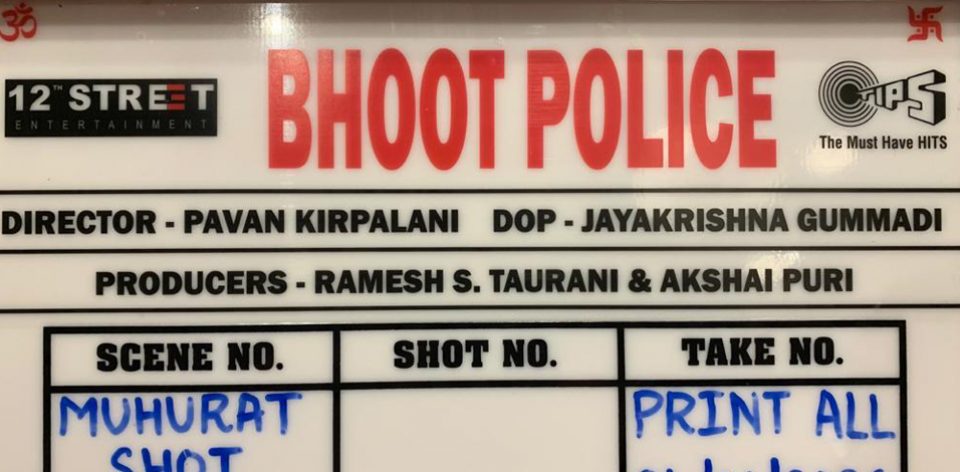 ॐ
BHOOT POLICE
12TH STREET
ENTERTAINMENT
TIPS
The Must Have HITS
DIRECTOR - PAVAN KIRPALANI DOP - JAYAKRISHNA GUMMADI
PRODUCERS - RAMESH S. TAURANI & AKSHAI PURI
SCENE NO. SHOT NO. TAKE NO.
MUHURAT PRINT ALL
SHOT